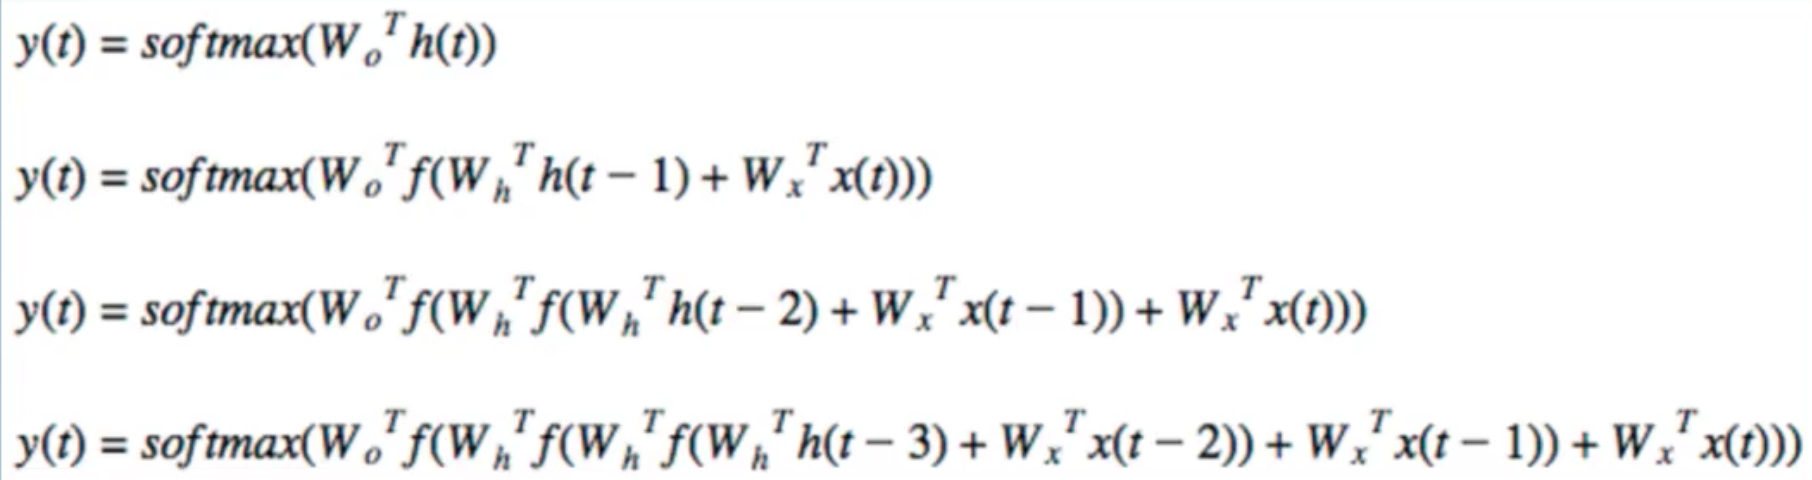 y(t) = softmax(W_o^T h(t))
y(t) = softmax(W_o^T f(W_h^T h(t − 1) + W_x^T x(t)))
y(t) = softmax(W_o^T f(W_h^T f(W_h^T h(t − 2) + W_x^T x(t − 1)) + W_x^T x(t)))
y(t) = softmax(W_o^T f(W_h^T f(W_h^T f(W_h^T h(t − 3) + W_x^T x(t − 2)) + W_x^T x(t − 1)) + W_x^T x(t)))